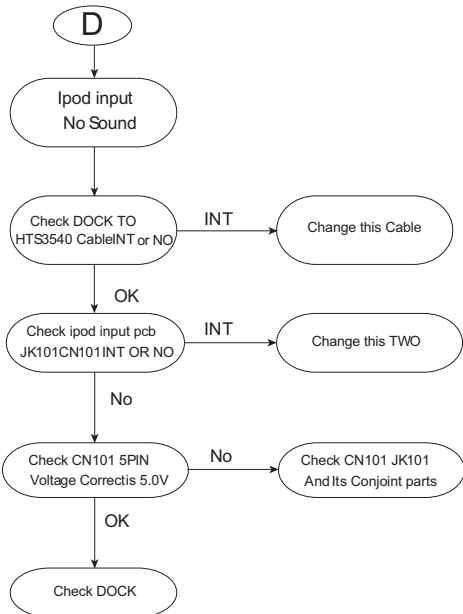 D
Ipod input
No Sound
Check DOCK TO
HTS3540 CableINT or NO
INT
Change this Cable
OK
Check ipod input pcb
JK101CN101INT OR NO
INT
Change this TWO
No
Check CN101 5PIN
Voltage Correctis 5.0V
No
Check CN101 JK101
And Its Conjoint parts
OK
Check DOCK